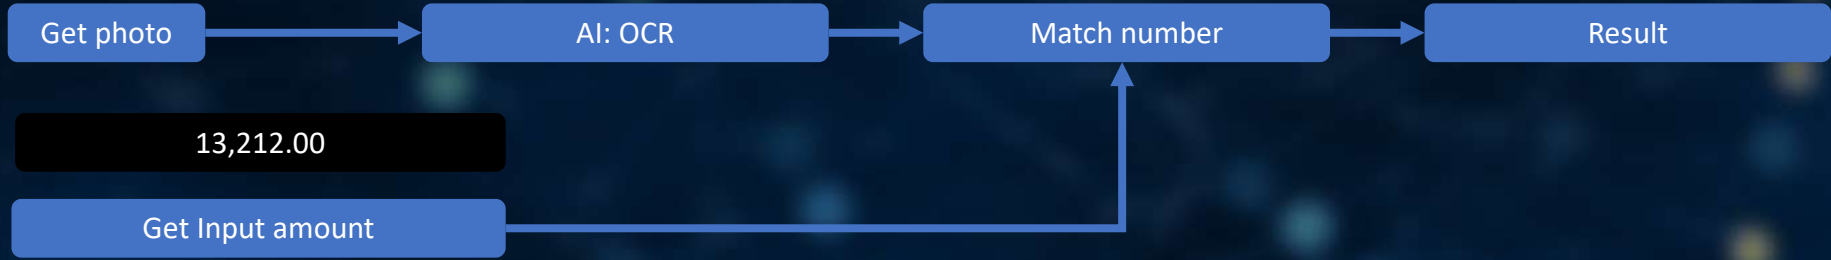 Get photo
AI: OCR
Match number
Result
13,212.00
Get Input amount